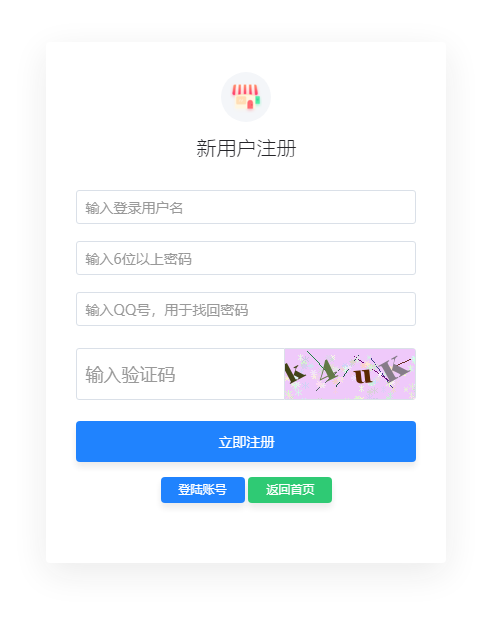 新用户注册
输入登录用户名
输入6位以上密码
输入QQ号，用于找回密码
输入验证码
立即注册
登陆账号 返回首页